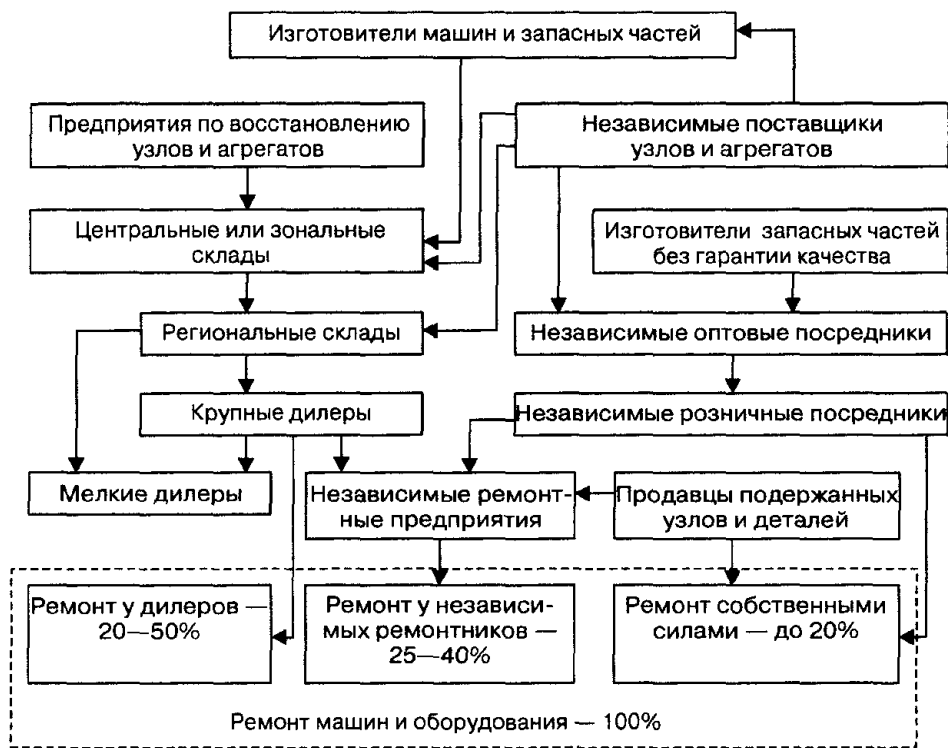 Изготовители машин и запасных частей
Предприятия по восстановлению
узлов и агрегатов
Независимые поставщики
узлов и агрегатов
Центральные или зональные
склады
Изготовители запасных частей
без гарантии качества
Региональные склады
Независимые оптовые посредники
Крупные дилеры
Независимые розничные посредники
Мелкие дилеры
Независимые ремонт-
ные предприятия
Продавцы подержанных
узлов и деталей
Ремонт у дилеров —
20—50%
Ремонт у независи-
мых ремонтников —
25—40%
Ремонт собственными
силами — до 20%
Ремонт машин и оборудования — 100%